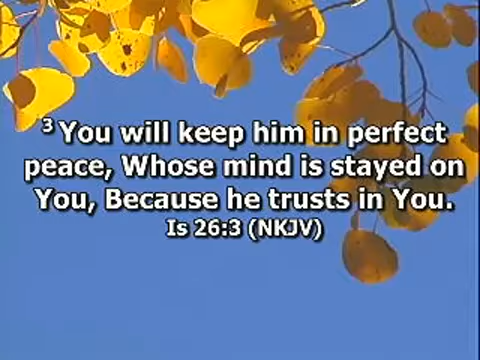 ³ You will keep him in perfect
peace, Whose mind is stayed on
You, Because he trusts in You.
Is 26:3 (NKJV)